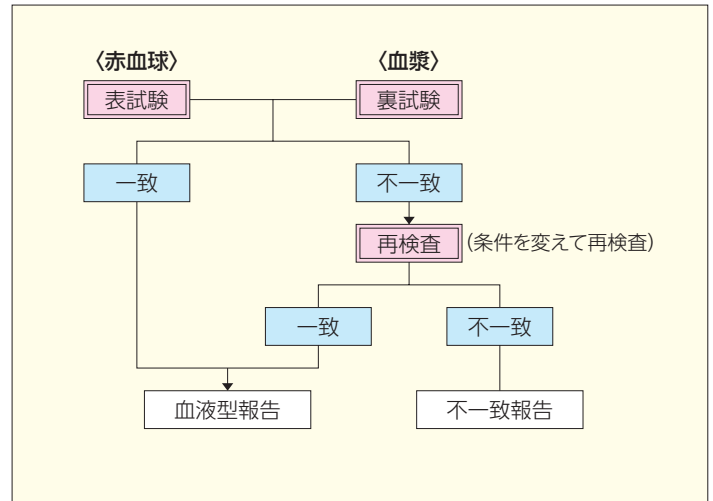 〈赤血球〉
〈血漿〉
表試験
裏試験
一致
不一致
再検査
(条件を変えて再検査)
一致
不一致
血液型報告
不一致報告